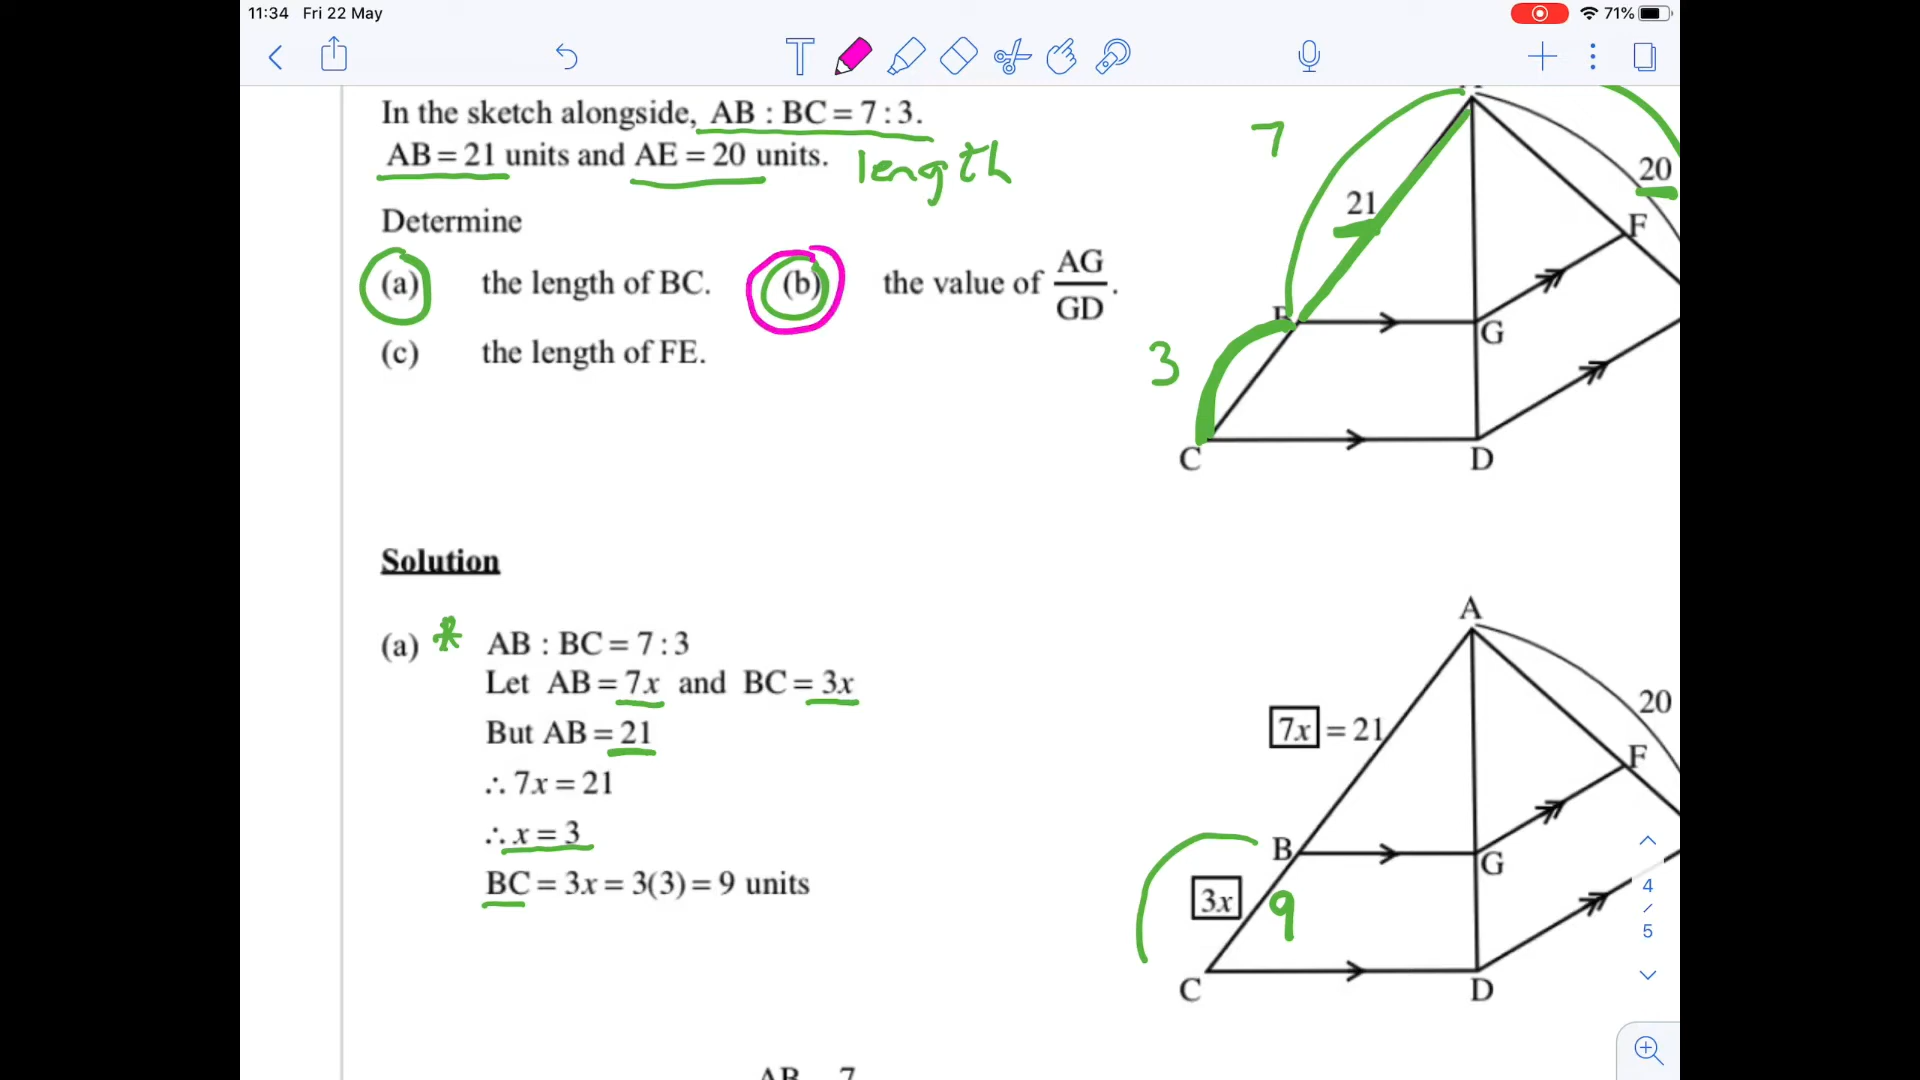 11:34 Fri 22 May 71%
In the sketch alongside, AB : BC = 7 : 3.
AB = 21 units and AE = 20 units. length
Determine
(a) the length of BC. (b) the value of AG/GD.
(c) the length of FE.
7
21
20
F
G
3
C
D
Solution
(a) * AB : BC = 7 : 3
Let AB = 7x and BC = 3x
But AB = 21
∴ 7x = 21
∴ x = 3
BC = 3x = 3(3) = 9 units
A
20
7x = 21
F
B
G
3x 9
C
D
4
/
5
AB 7